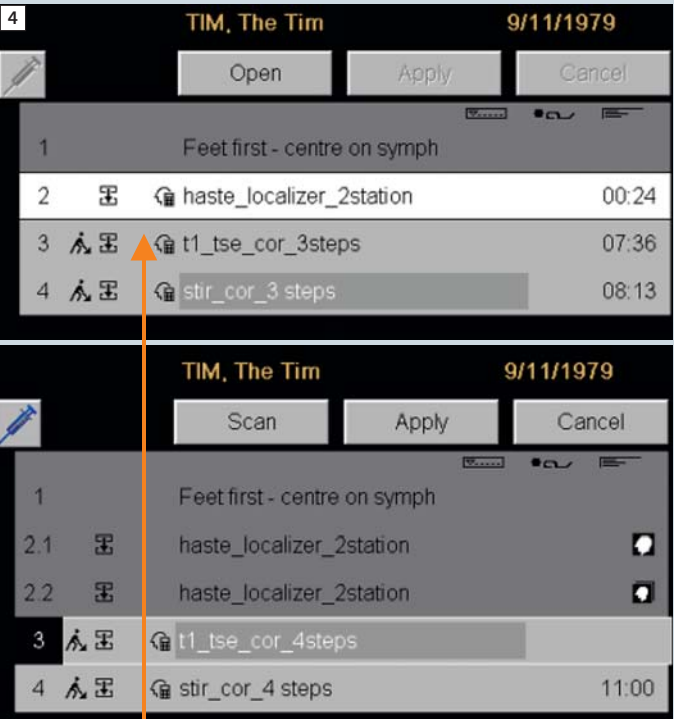 4
TIM, The Tim 9/11/1979
Open Apply Cancel
1 Feet first - centre on symph
2 haste_localizer_2station 00:24
3 t1_tse_cor_3steps 07:36
4 stir_cor_3 steps 08:13
TIM, The Tim 9/11/1979
Scan Apply Cancel
1 Feet first - centre on symph
2.1 haste_localizer_2station
2.2 haste_localizer_2station
3 t1_tse_cor_4steps
4 stir_cor_4 steps 11:00